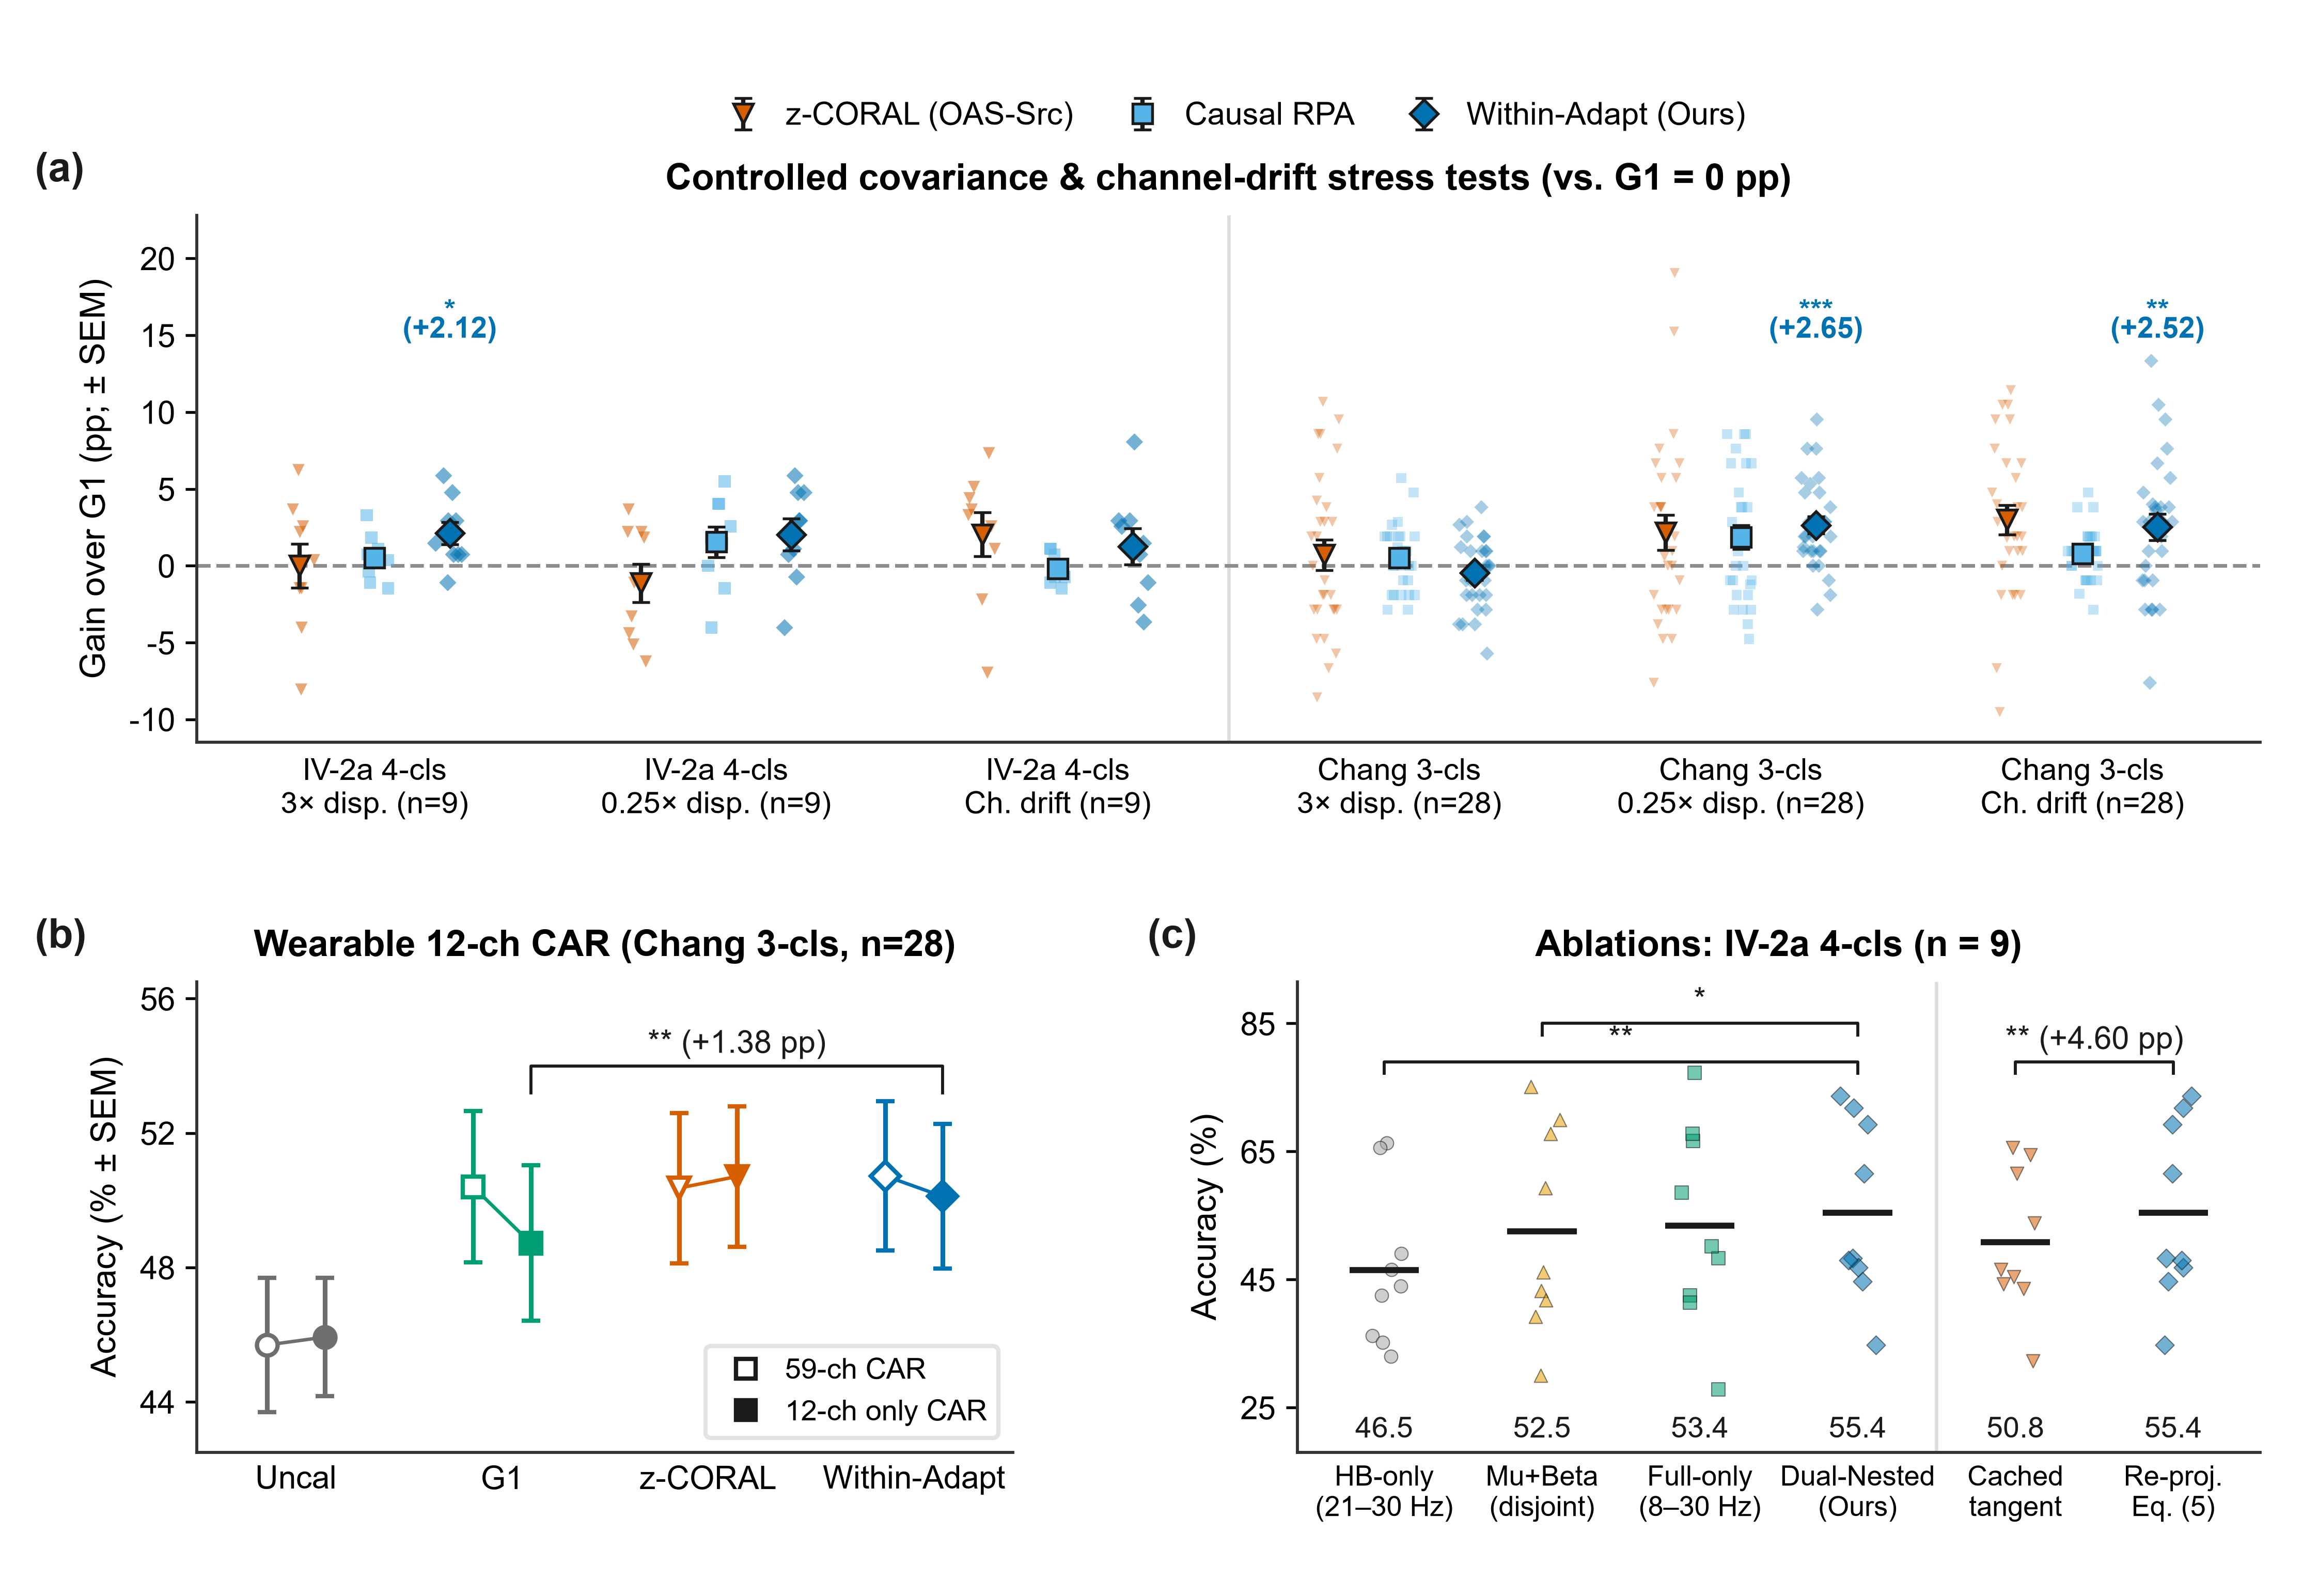 z-CORAL (OAS-Src) Causal RPA Within-Adapt (Ours)
(a)
Controlled covariance & channel-drift stress tests (vs. G1 = 0 pp)
Gain over G1 (pp; ± SEM)
20
15
10
5
0
-5
-10
*
(+2.12)
***
(+2.65)
**
(+2.52)
IV-2a 4-cls
3× disp. (n=9)
IV-2a 4-cls
0.25× disp. (n=9)
IV-2a 4-cls
Ch. drift (n=9)
Chang 3-cls
3× disp. (n=28)
Chang 3-cls
0.25× disp. (n=28)
Chang 3-cls
Ch. drift (n=28)
(b)
Wearable 12-ch CAR (Chang 3-cls, n=28)
Accuracy (% ± SEM)
56
52
48
44
** (+1.38 pp)
59-ch CAR
12-ch only CAR
Uncal
G1
z-CORAL
Within-Adapt
(c)
Ablations: IV-2a 4-cls (n = 9)
Accuracy (%)
85
65
45
25
*
**
** (+4.60 pp)
46.5
52.5
53.4
55.4
50.8
55.4
HB-only
(21–30 Hz)
Mu+Beta
(disjoint)
Full-only
(8–30 Hz)
Dual-Nested
(Ours)
Cached
tangent
Re-proj.
Eq. (5)